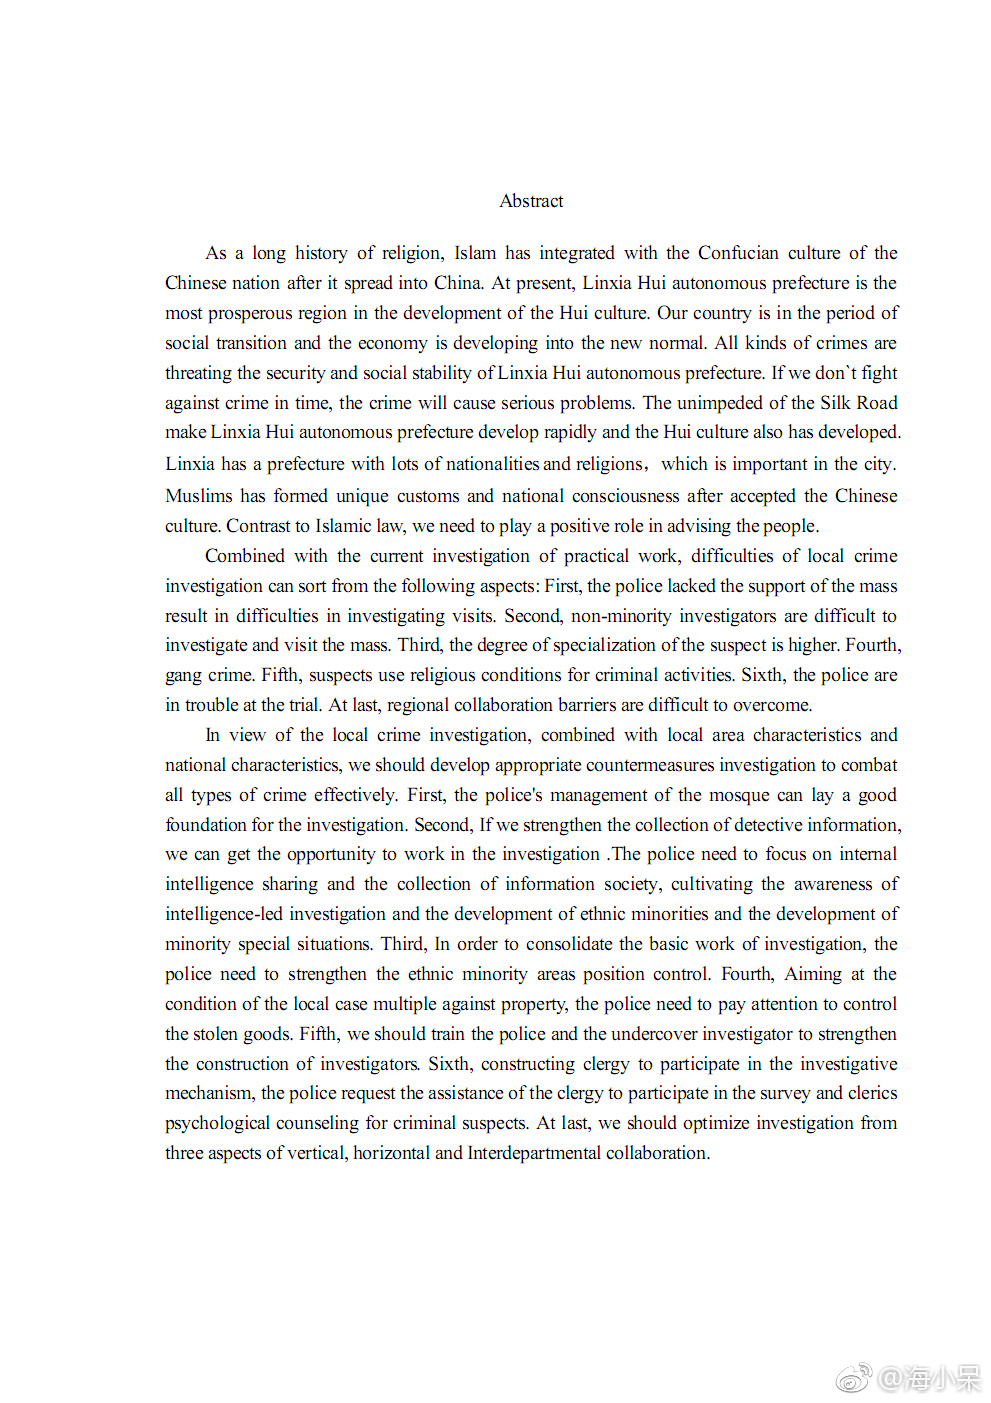 Abstract
As a long history of religion, Islam has integrated with the Confucian culture of the
Chinese nation after it spread into China. At present, Linxia Hui autonomous prefecture is the
most prosperous region in the development of the Hui culture. Our country is in the period of
social transition and the economy is developing into the new normal. All kinds of crimes are
threating the security and social stability of Linxia Hui autonomous prefecture. If we don`t fight
against crime in time, the crime will cause serious problems. The unimpeded of the Silk Road
make Linxia Hui autonomous prefecture develop rapidly and the Hui culture also has developed.
Linxia has a prefecture with lots of nationalities and religions，which is important in the city.
Muslims has formed unique customs and national consciousness after accepted the Chinese
culture. Contrast to Islamic law, we need to play a positive role in advising the people.
Combined with the current investigation of practical work, difficulties of local crime
investigation can sort from the following aspects: First, the police lacked the support of the mass
result in difficulties in investigating visits. Second, non-minority investigators are difficult to
investigate and visit the mass. Third, the degree of specialization of the suspect is higher. Fourth,
gang crime. Fifth, suspects use religious conditions for criminal activities. Sixth, the police are
in trouble at the trial. At last, regional collaboration barriers are difficult to overcome.
In view of the local crime investigation, combined with local area characteristics and
national characteristics, we should develop appropriate countermeasures investigation to combat
all types of crime effectively. First, the police's management of the mosque can lay a good
foundation for the investigation. Second, If we strengthen the collection of detective information,
we can get the opportunity to work in the investigation .The police need to focus on internal
intelligence sharing and the collection of information society, cultivating the awareness of
intelligence-led investigation and the development of ethnic minorities and the development of
minority special situations. Third, In order to consolidate the basic work of investigation, the
police need to strengthen the ethnic minority areas position control. Fourth, Aiming at the
condition of the local case multiple against property, the police need to pay attention to control
the stolen goods. Fifth, we should train the police and the undercover investigator to strengthen
the construction of investigators. Sixth, constructing clergy to participate in the investigative
mechanism, the police request the assistance of the clergy to participate in the survey and clerics
psychological counseling for criminal suspects. At last, we should optimize investigation from
three aspects of vertical, horizontal and Interdepartmental collaboration.
@海小呆